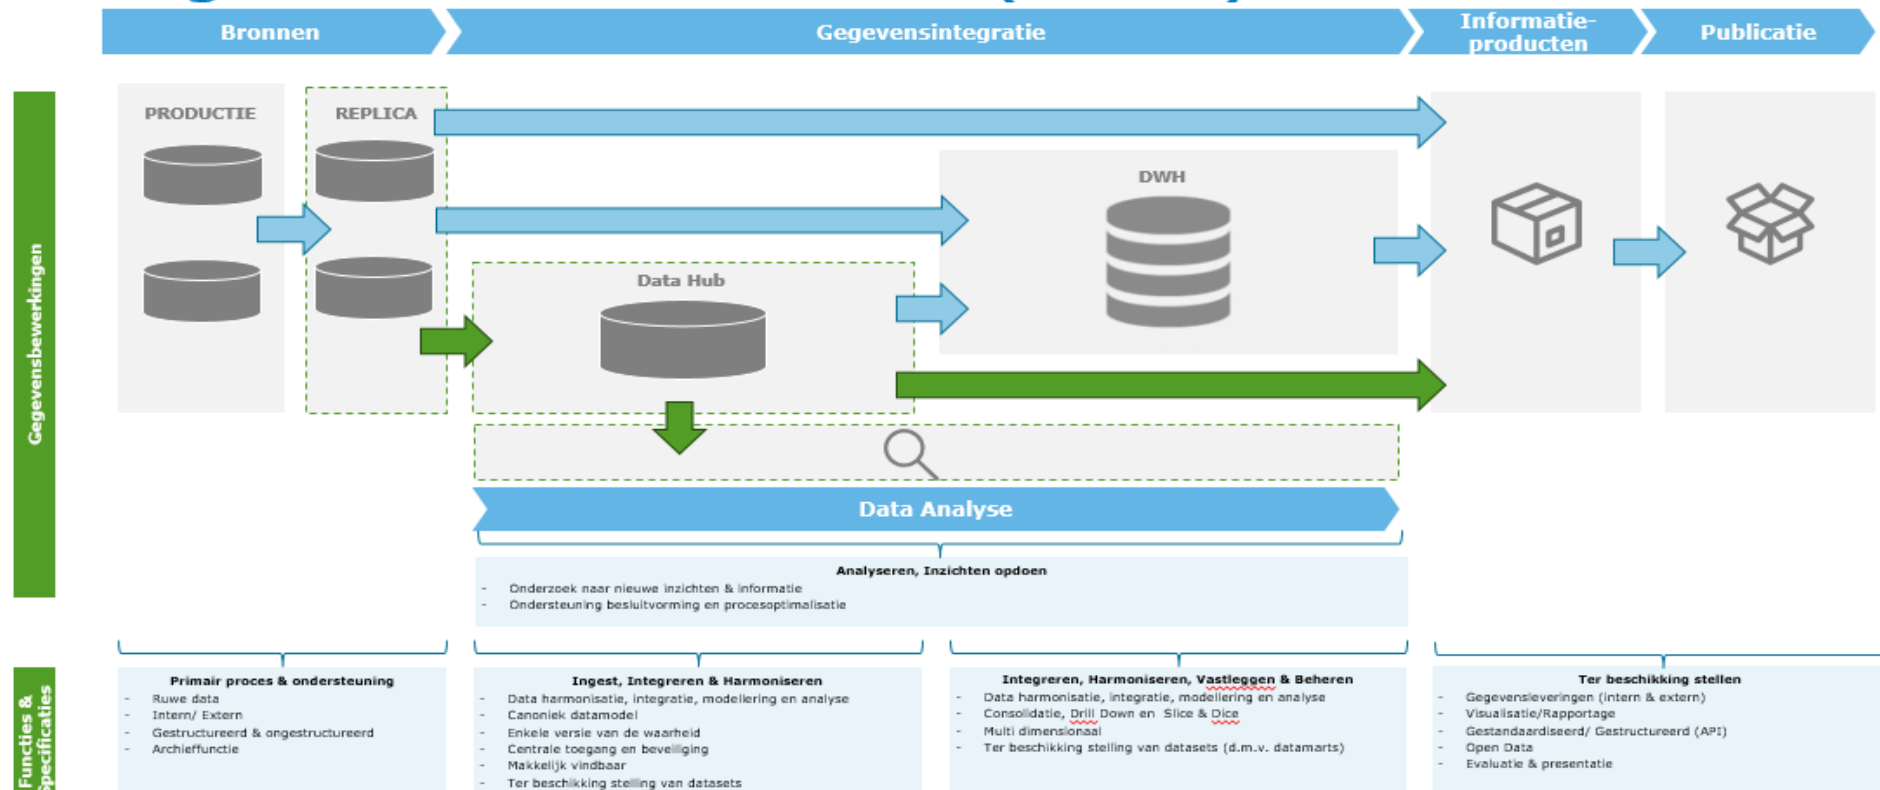 Bronnen
Gegevensintegratie
Informatie-
producten
Publicatie
Gegevensbewerkingen
PRODUCTIE
REPLICA
DWH
Data Hub
Data Analyse
Analyseren, Inzichten opdoen
- Onderzoek naar nieuwe inzichten & informatie
- Ondersteuning besluitvorming en procesoptimalisatie
Functies &
Specificaties
Primair proces & ondersteuning
- Ruwe data
- Intern/ Extern
- Gestructureerd & ongestructureerd
- Archieffunctie
Ingest, Integreren & Harmoniseren
- Data harmonisatie, integratie, modellering en analyse
- Canoniek datamodel
- Enkele versie van de waarheid
- Centrale toegang en beveiliging
- Makkelijk vindbaar
- Ter beschikking stelling van datasets
Integreren, Harmoniseren, Vastleggen & Beheren
- Data harmonisatie, integratie, modellering en analyse
- Consolidatie, Drill Down en Slice & Dice
- Multi dimensionaal
- Ter beschikking stelling van datasets (d.m.v. datamarts)
Ter beschikking stellen
- Gegevensleveringen (intern & extern)
- Visualisatie/Rapportage
- Gestandaardiseerd/ Gestructureerd (API)
- Open Data
- Evaluatie & presentatie